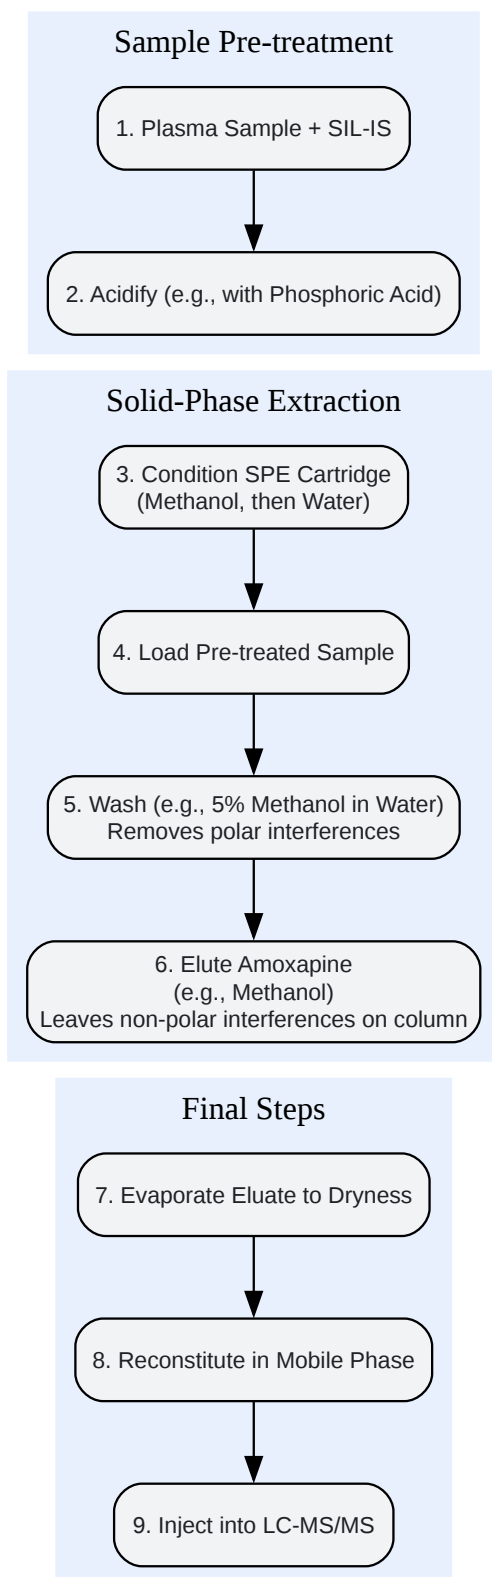 Sample Pre-treatment
1. Plasma Sample + SIL-IS
2. Acidify (e.g., with Phosphoric Acid)
Solid-Phase Extraction
3. Condition SPE Cartridge
(Methanol, then Water)
4. Load Pre-treated Sample
5. Wash (e.g., 5% Methanol in Water)
Removes polar interferences
6. Elute Amoxapine
(e.g., Methanol)
Leaves non-polar interferences on column
Final Steps
7. Evaporate Eluate to Dryness
8. Reconstitute in Mobile Phase
9. Inject into LC-MS/MS